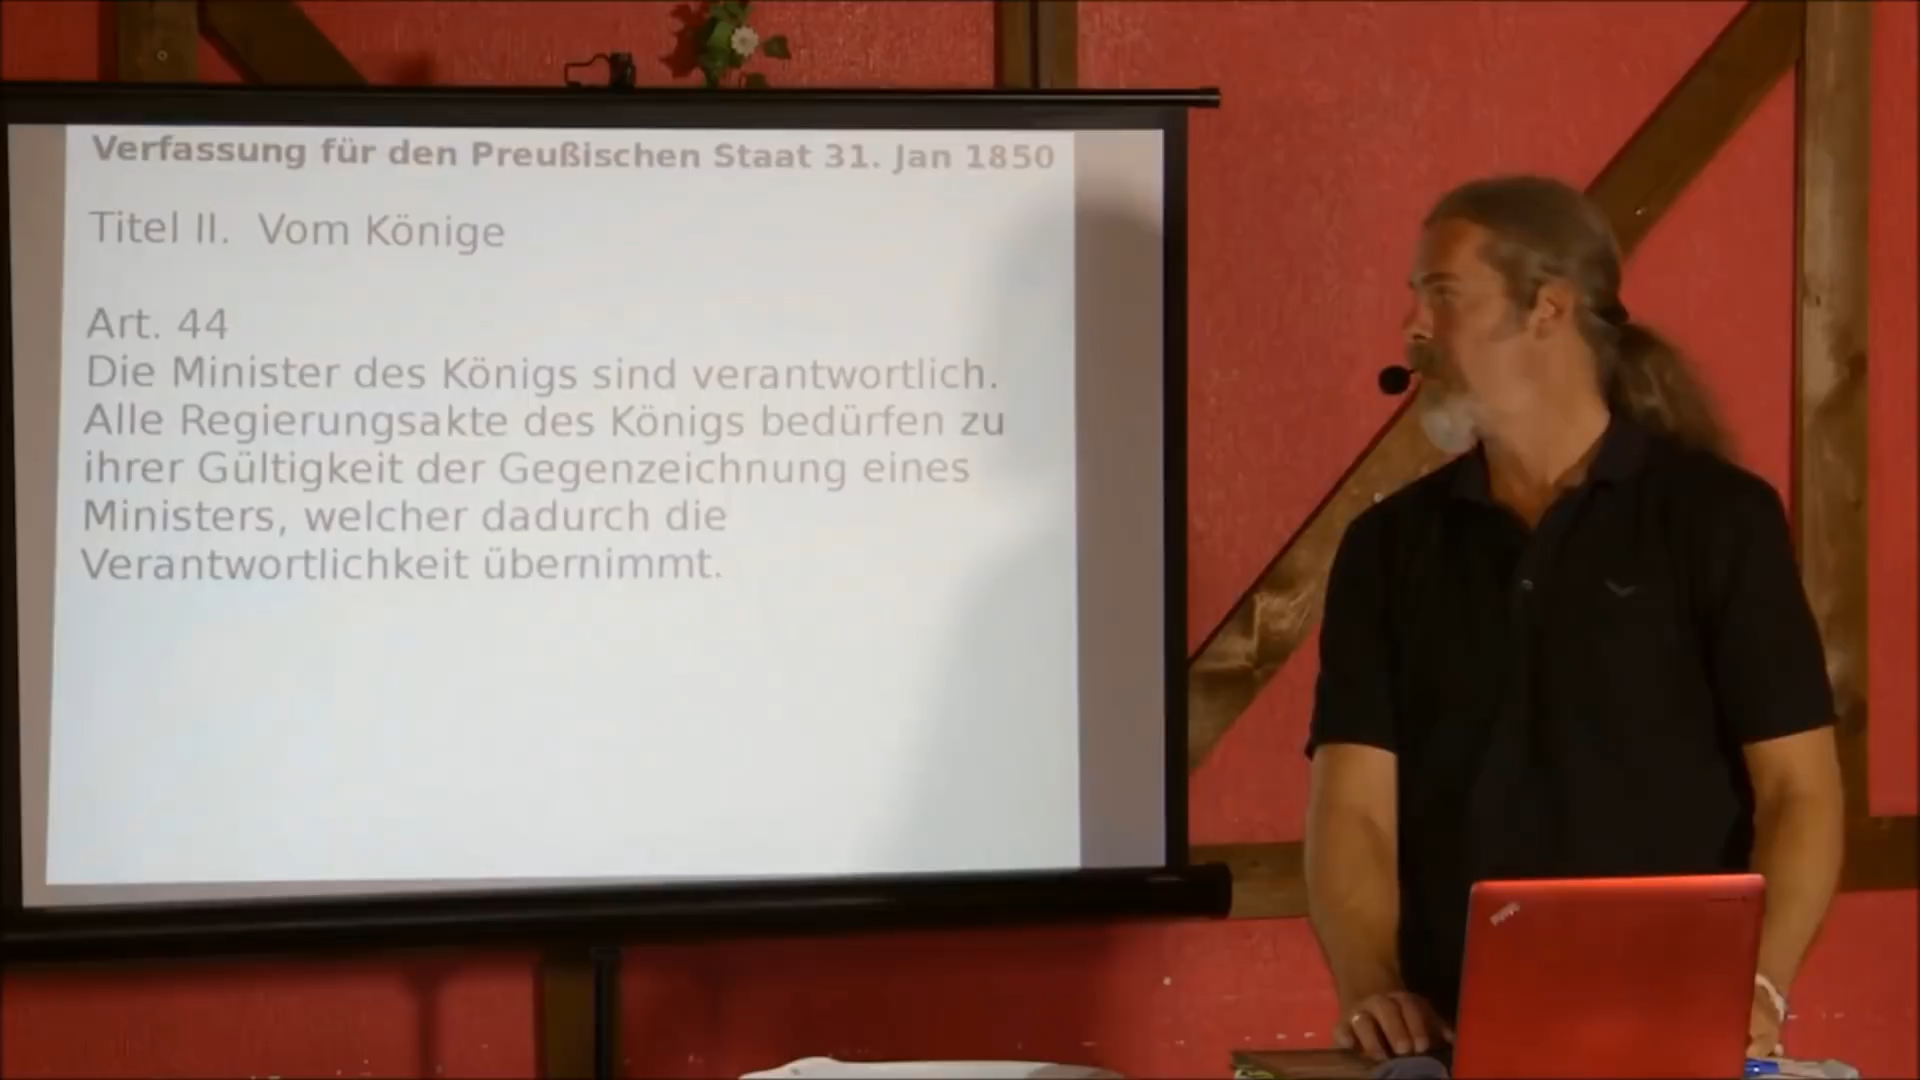 Verfassung für den Preußischen Staat 31. Jan 1850
Titel II. Vom Könige
Art. 44
Die Minister des Königs sind verantwortlich.
Alle Regierungsakte des Königs bedürfen zu
ihrer Gültigkeit der Gegenzeichnung eines
Ministers, welcher dadurch die
Verantwortlichkeit übernimmt.